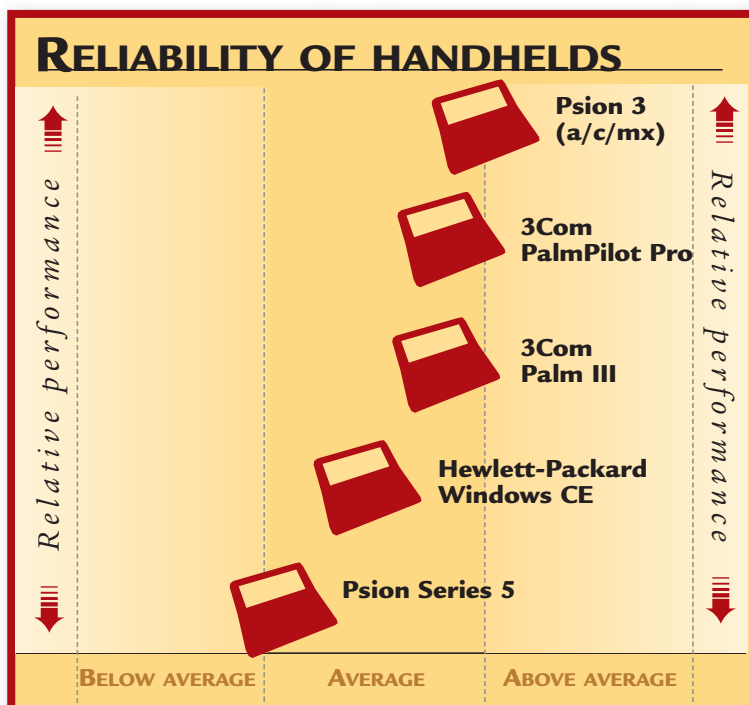 RELIABILITY OF HANDHELDS
Psion 3
(a/c/mx)
3Com
PalmPilot Pro
3Com
Palm III
Hewlett-Packard
Windows CE
Psion Series 5
Relative performance
Relative performance
BELOW AVERAGE
AVERAGE
ABOVE AVERAGE